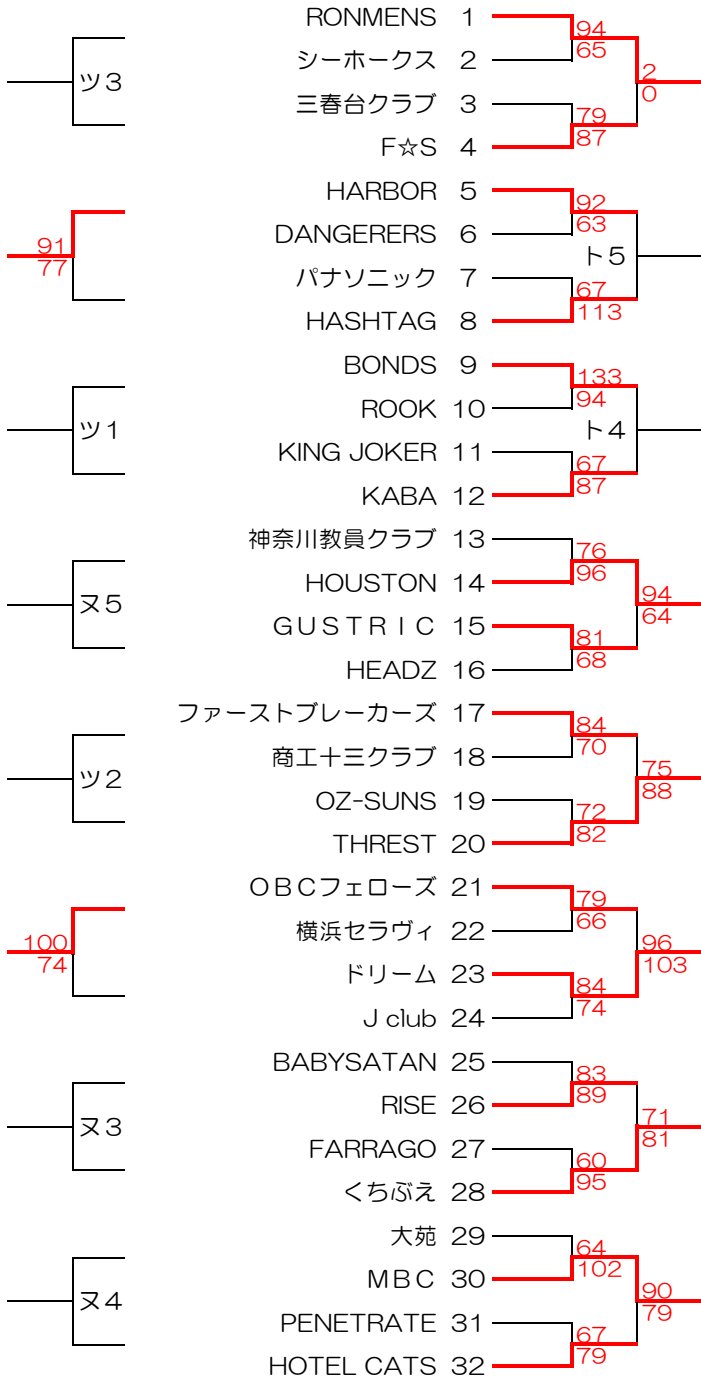 RONMENS 1
94
シーホークス 2
65
ツ3
2
0
三春台クラブ 3
79
F☆S 4
87
HARBOR 5
92
DANGERERS 6
63
91
77
ト5
パナソニック 7
67
HASHTAG 8
113
BONDS 9
133
ROOK 10
94
ツ1
ト4
KING JOKER 11
67
KABA 12
87
神奈川教員クラブ 13
76
HOUSTON 14
96
ヌ5
94
64
GUSTRIC 15
81
HEADZ 16
68
ファーストブレーカーズ 17
84
商工十三クラブ 18
70
ツ2
75
88
OZ-SUNS 19
72
THREST 20
82
OBCフェローズ 21
79
横浜セラヴィ 22
66
100
74
96
103
ドリーム 23
84
J club 24
74
BABYSATAN 25
83
RISE 26
89
ヌ3
71
81
FARRAGO 27
60
くちぶえ 28
95
大苑 29
64
MBC 30
102
ヌ4
90
79
PENETRATE 31
67
HOTEL CATS 32
79